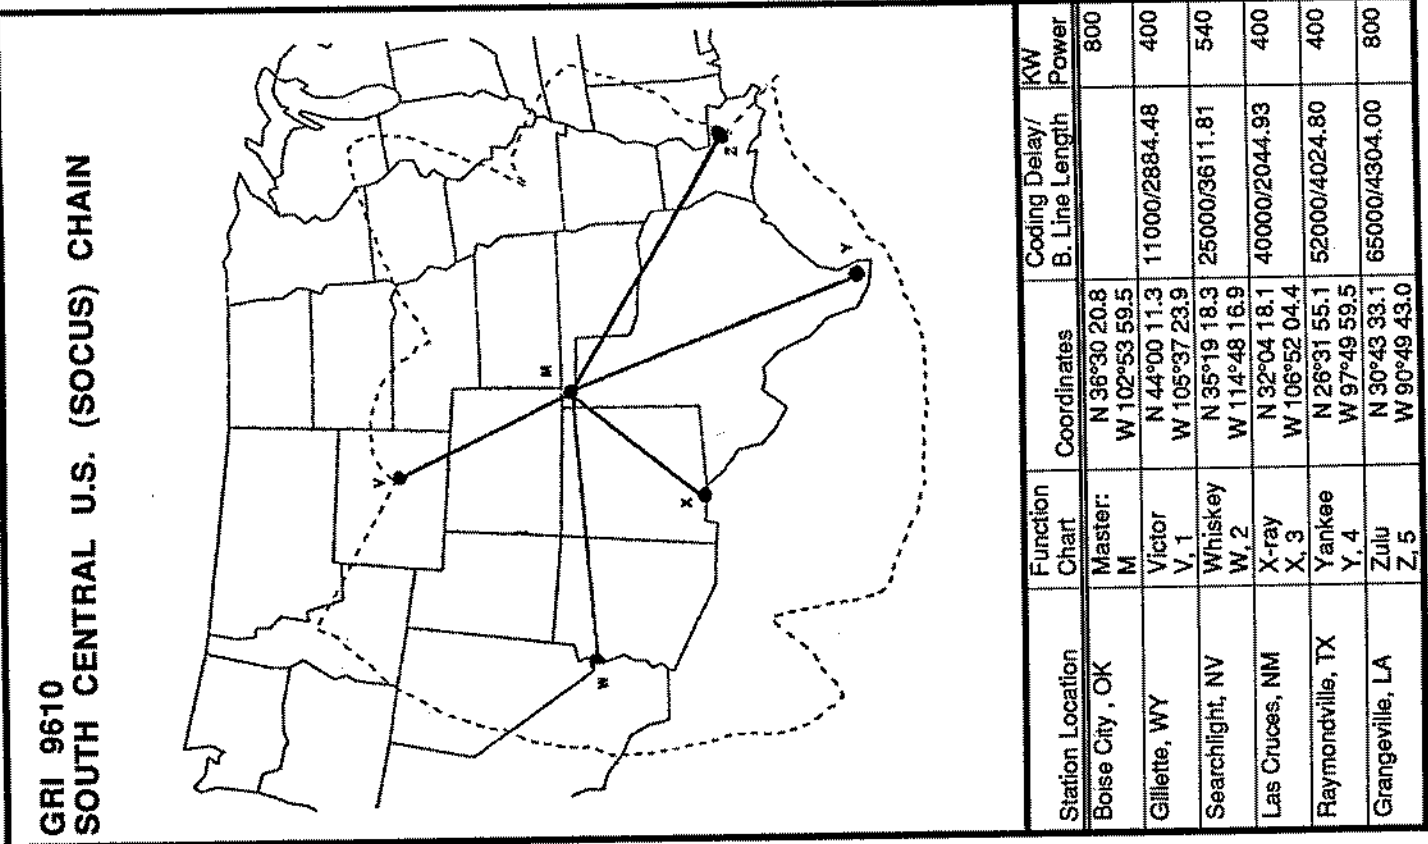 GRI 9610
SOUTH CENTRAL U.S. (SOCUS) CHAIN
V
M
W
X
Y
Z
Station Location Function Chart Coordinates Coding Delay/ B. Line Length KW Power
Boise City , OK Master: M N 36°30 20.8 W 102°53 59.5 800
Gillette, WY Victor V, 1 N 44°00 11.3 W 105°37 23.9 11000/2884.48 400
Searchlight, NV Whiskey W, 2 N 35°19 18.3 W 114°48 16.9 25000/3611.81 540
Las Cruces, NM X-ray X, 3 N 32°04 18.1 W 106°52 04.4 40000/2044.93 400
Raymondville, TX Yankee Y, 4 N 26°31 55.1 W 97°49 59.5 52000/4024.80 400
Grangeville, LA Zulu Z, 5 N 30°43 33.1 W 90°49 43.0 65000/4304.00 800